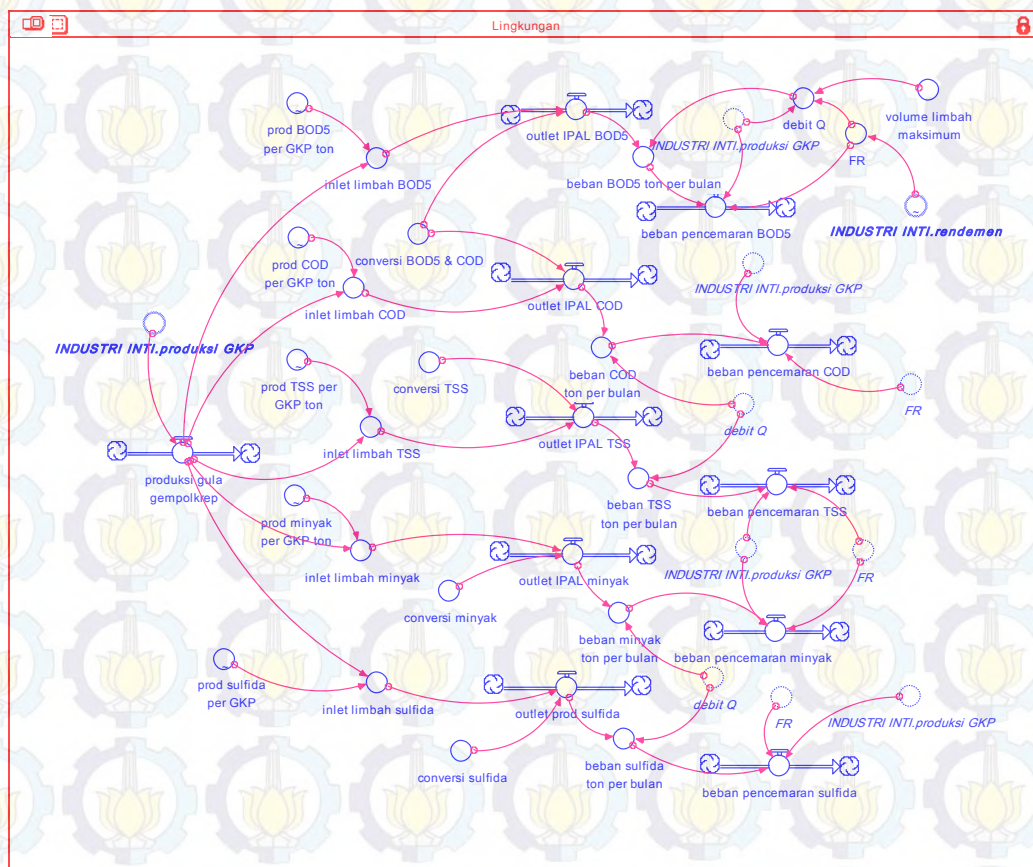 Lingkungan
prod BOD5
per GKP ton
inlet limbah BOD5
outlet IPAL BOD5
INDUSTRI INTI.produksi GKP
debit Q
volume limbah
maksimum
FR
beban BOD5 ton per bulan
beban pencemaran BOD5
INDUSTRI INTI.rendemen
prod COD
per GKP ton
conversi BOD5 & COD
inlet limbah COD
outlet IPAL COD
INDUSTRI INTI.produksi GKP
INDUSTRI INTI.produksi GKP
beban COD
ton per bulan
beban pencemaran COD
FR
prod TSS per
GKP ton
conversi TSS
inlet limbah TSS
outlet IPAL TSS
debit Q
produksi gula
gempolkrep
beban TSS
ton per bulan
beban pencemaran TSS
prod minyak
per GKP ton
inlet limbah minyak
outlet IPAL minyak
INDUSTRI INTI.produksi GKP
FR
conversi minyak
beban minyak
ton per bulan
beban pencemaran minyak
prod sulfida
per GKP
inlet limbah sulfida
outlet prod sulfida
debit Q
FR
INDUSTRI INTI.produksi GKP
conversi sulfida
beban sulfida
ton per bulan
beban pencemaran sulfida